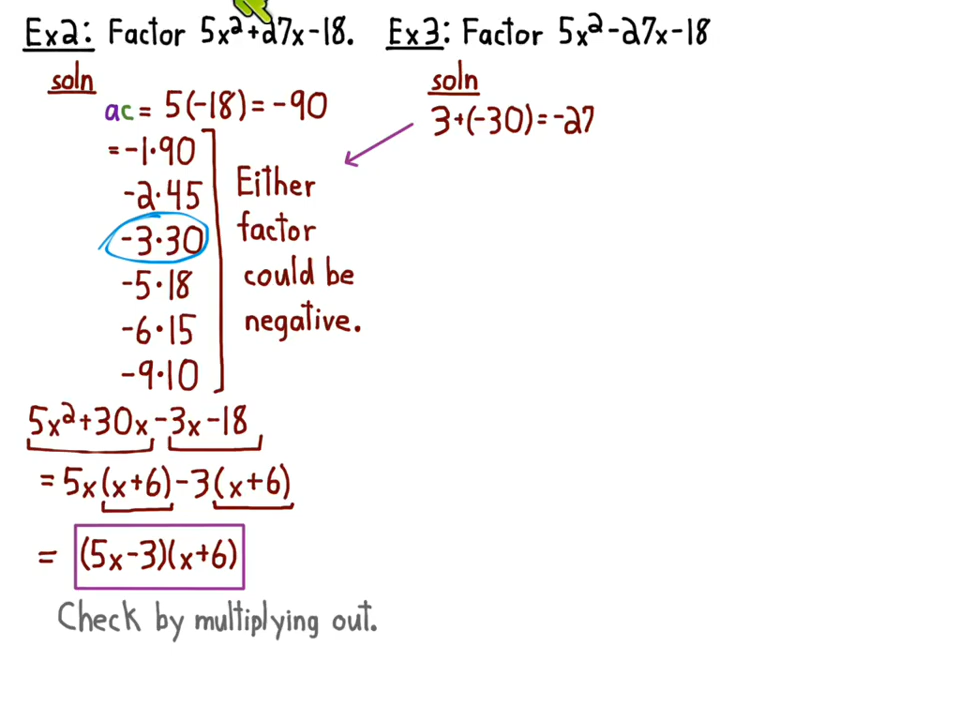 Ex2: Factor 5x²+27x-18.
soln
ac = 5(-18) = -90
= -1·90
-2·45
-3·30
-5·18
-6·15
-9·10
Either
factor
could be
negative.
5x²+30x-3x-18
= 5x(x+6)-3(x+6)
= (5x-3)(x+6)
Check by multiplying out.
Ex3: Factor 5x²-27x-18
soln
3+(-30)=-27